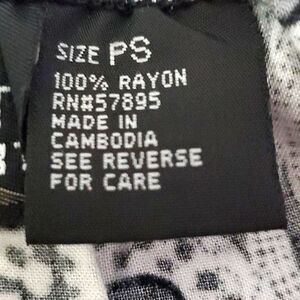 SIZE PS
100% RAYON
RN#57895
MADE IN
CAMBODIA
SEE REVERSE
FOR CARE